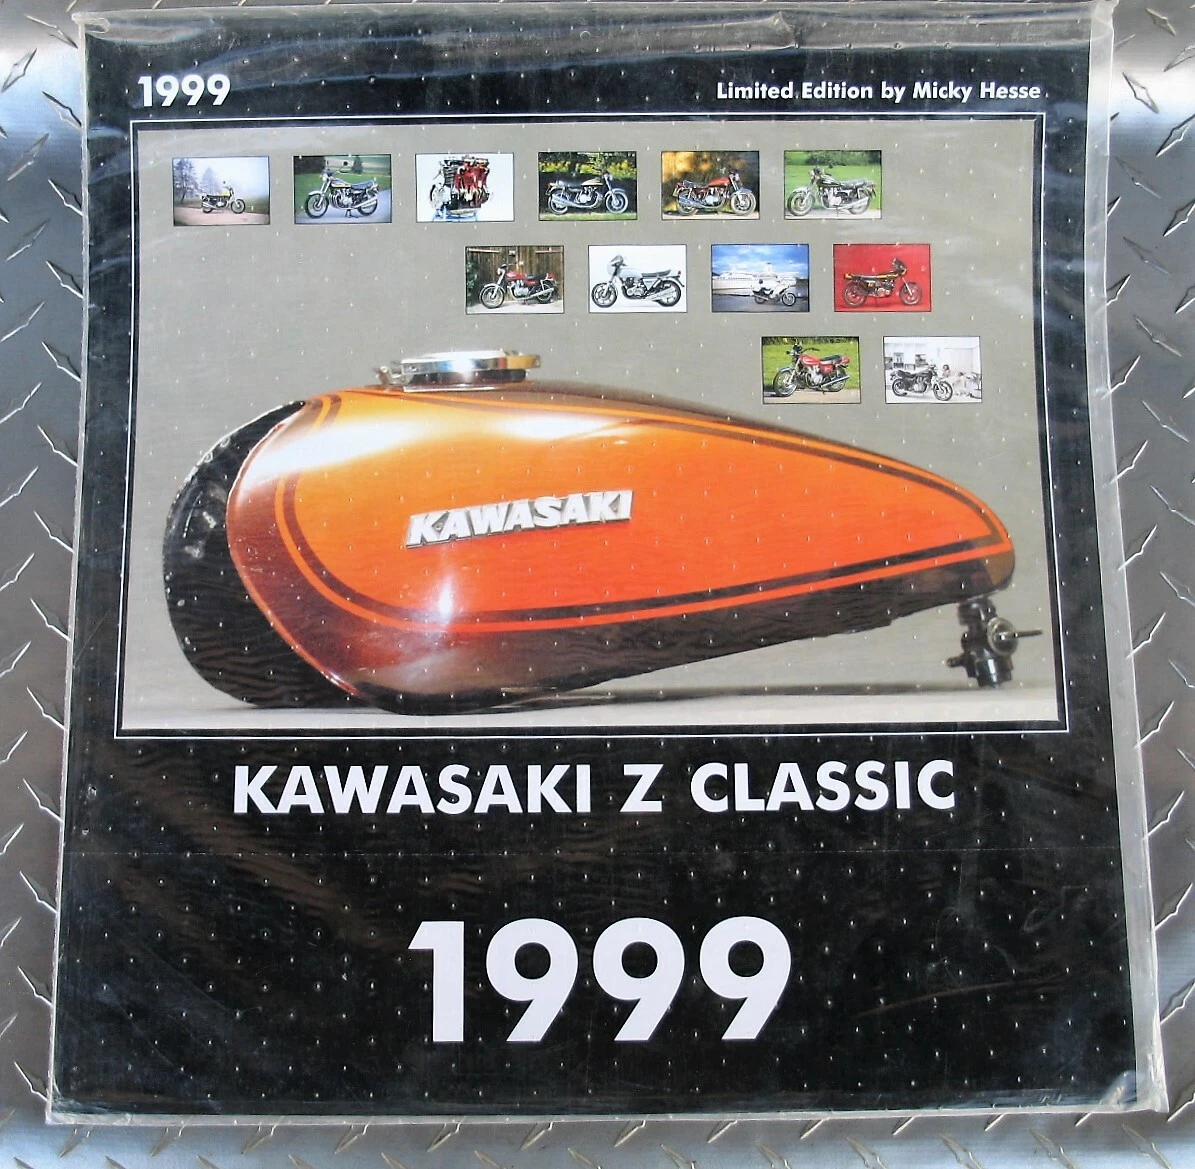 1999
Limited Edition by Micky Hesse
KAWASAKI
KAWASAKI Z CLASSIC
1999